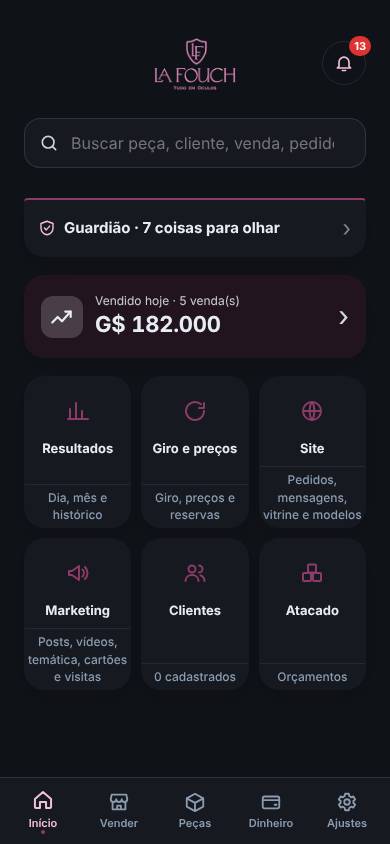 LF
LA FOUCH
TUDO EM ÓCULOS
13
Buscar peça, cliente, venda, pedido
Guardião · 7 coisas para olhar
Vendido hoje · 5 venda(s)
G$ 182.000
Resultados
Dia, mês e
histórico
Giro e preços
Giro, preços e
reservas
Site
Pedidos,
mensagens,
vitrine e modelos
Marketing
Posts, vídeos,
temática, cartões
e visitas
Clientes
0 cadastrados
Atacado
Orçamentos
Início
Vender
Peças
Dinheiro
Ajustes